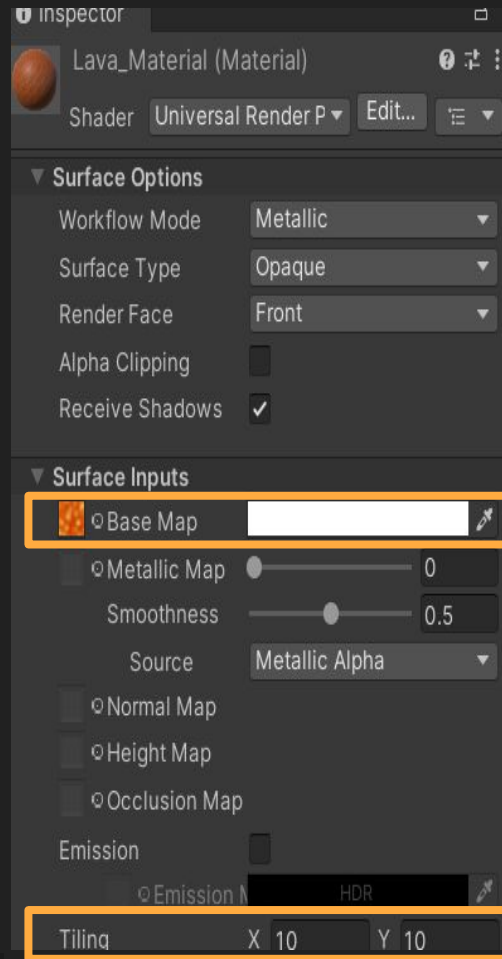 Inspector
Lava_Material (Material)
Shader Universal Render P Edit...
Surface Options
Workflow Mode Metallic
Surface Type Opaque
Render Face Front
Alpha Clipping
Receive Shadows
Surface Inputs
Base Map
Metallic Map 0
Smoothness 0.5
Source Metallic Alpha
Normal Map
Height Map
Occlusion Map
Emission
Emission M HDR
Tiling X 10 Y 10